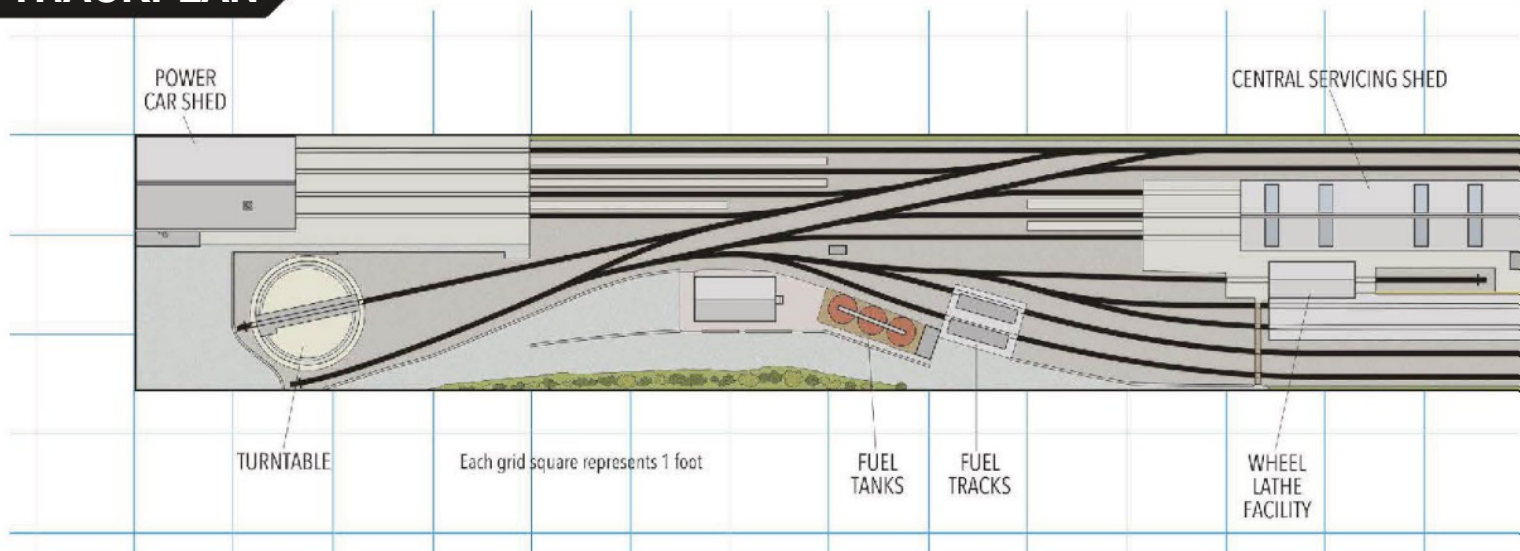 TRACKPLAN
POWER
CAR SHED
CENTRAL SERVICING SHED
TURNTABLE
Each grid square represents 1 foot
FUEL
TANKS
FUEL
TRACKS
WHEEL
LATHE
FACILITY